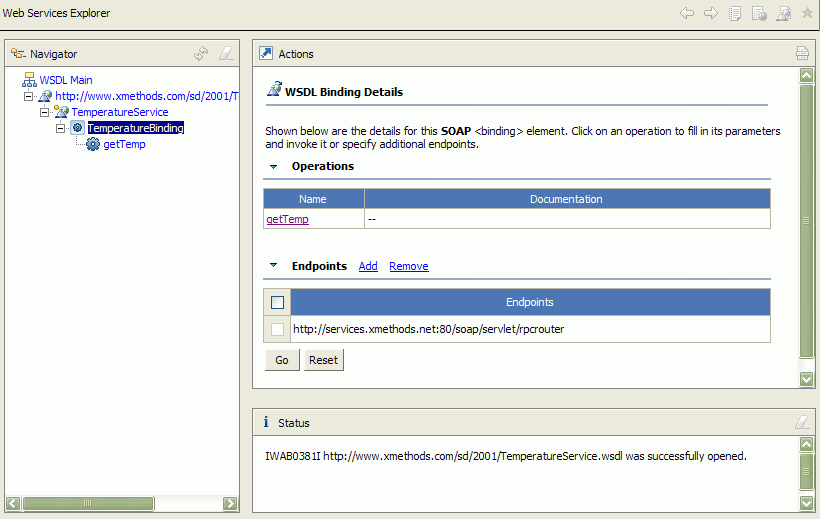 Web Services Explorer
Navigator
WSDL Main
http://www.xmethods.com/sd/2001/T
TemperatureService
TemperatureBinding
getTemp
Actions
WSDL Binding Details
Shown below are the details for this SOAP <binding> element. Click on an operation to fill in its parameters
and invoke it or specify additional endpoints.
Operations
Name Documentation
getTemp --
Endpoints Add Remove
Endpoints
http://services.xmethods.net:80/soap/servlet/rpcrouter
Go Reset
i Status
IWAB0381I http://www.xmethods.com/sd/2001/TemperatureService.wsdl was successfully opened.